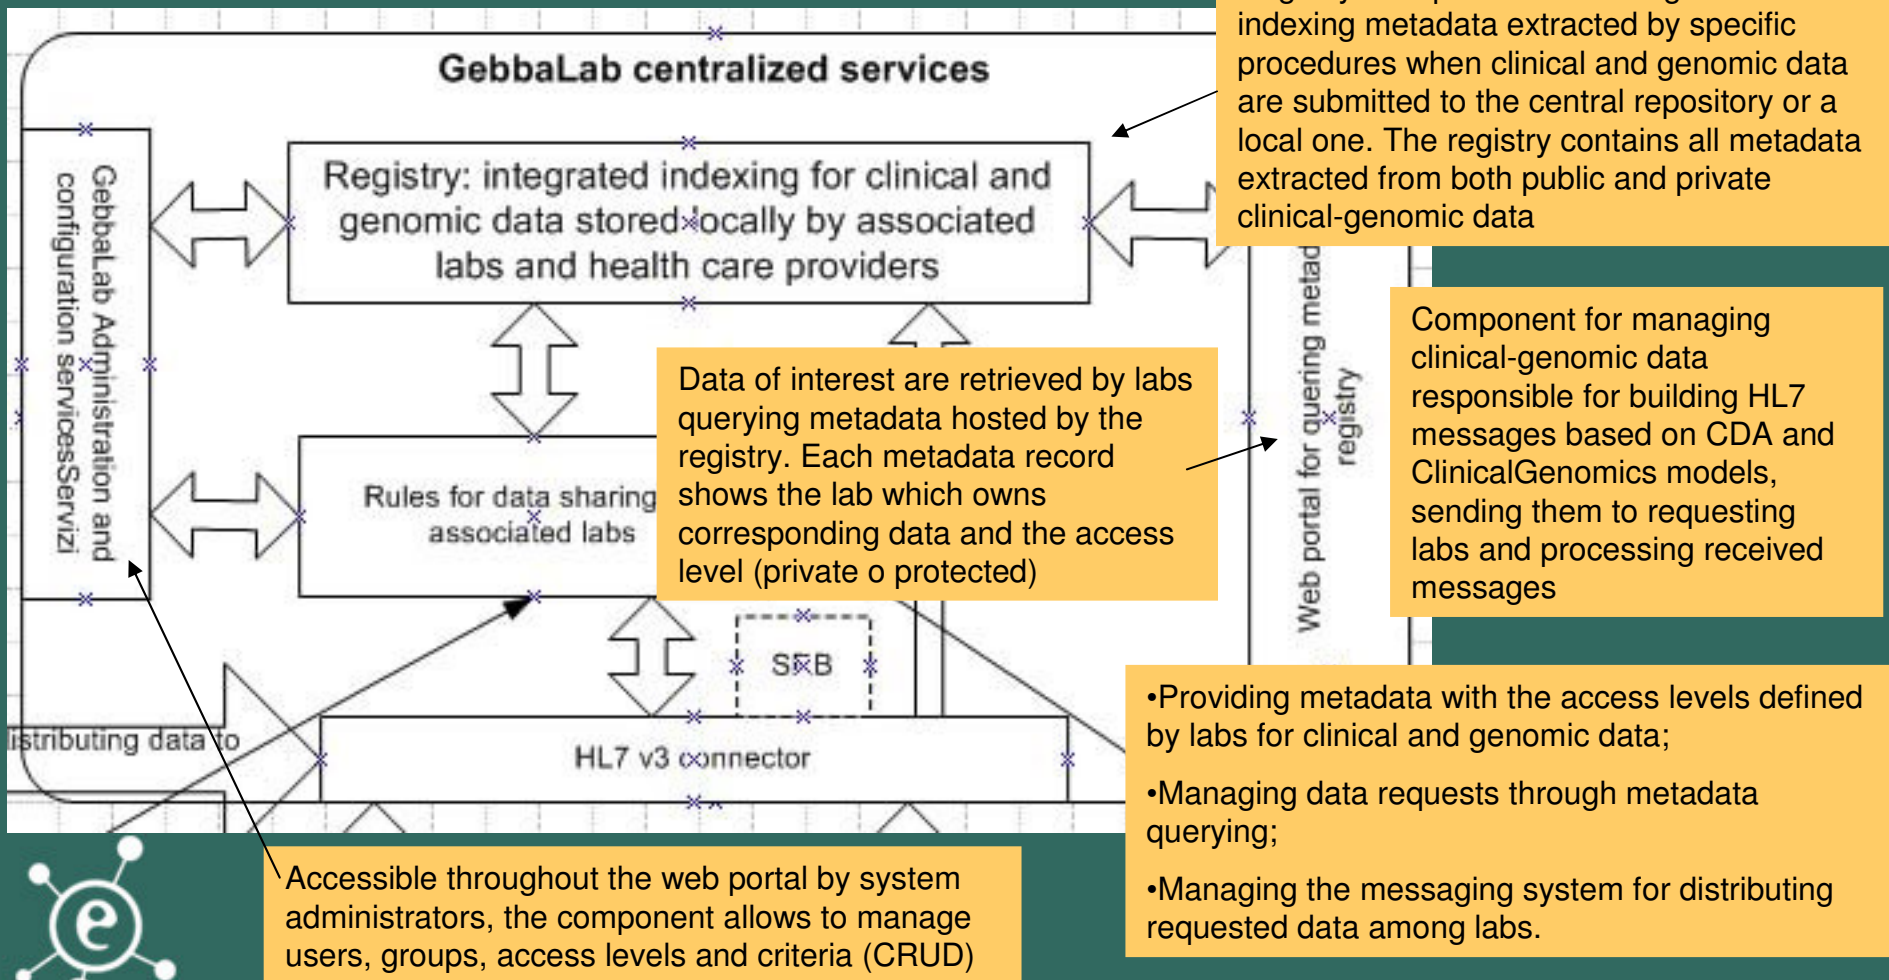 GebbaLab centralized services
indexing metadata extracted by specific
procedures when clinical and genomic data
are submitted to the central repository or a
local one. The registry contains all metadata
extracted from both public and private
clinical-genomic data
GebbaLab Administration and
configuration servicesServizi
Registry: integrated indexing for clinical and
genomic data stored locally by associated
labs and health care providers
Web portal for quering metad
registry
Component for managing
clinical-genomic data
responsible for building HL7
messages based on CDA and
ClinicalGenomics models,
sending them to requesting
labs and processing received
messages
Data of interest are retrieved by labs
querying metadata hosted by the
registry. Each metadata record
shows the lab which owns
corresponding data and the access
level (private o protected)
Rules for data sharing
associated labs
istributing data to
HL7 v3 connector
•Providing metadata with the access levels defined
by labs for clinical and genomic data;
•Managing data requests through metadata
querying;
•Managing the messaging system for distributing
requested data among labs.
Accessible throughout the web portal by system
administrators, the component allows to manage
users, groups, access levels and criteria (CRUD)
e